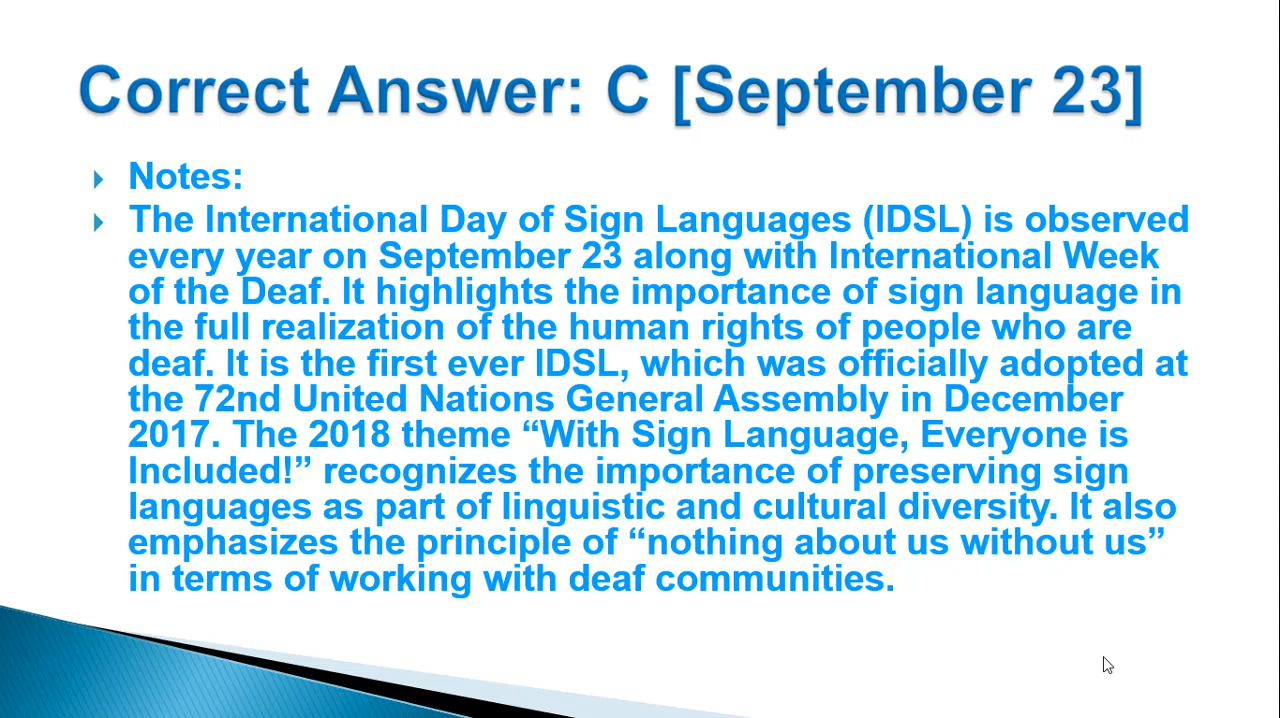 Correct Answer: C [September 23]
Notes:
The International Day of Sign Languages (IDSL) is observed
every year on September 23 along with International Week
of the Deaf. It highlights the importance of sign language in
the full realization of the human rights of people who are
deaf. It is the first ever IDSL, which was officially adopted at
the 72nd United Nations General Assembly in December
2017. The 2018 theme “With Sign Language, Everyone is
Included!” recognizes the importance of preserving sign
languages as part of linguistic and cultural diversity. It also
emphasizes the principle of “nothing about us without us”
in terms of working with deaf communities.